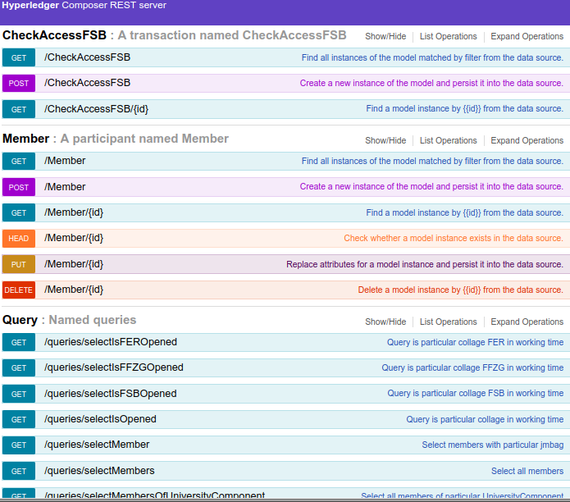 Hyperledger Composer REST server
CheckAccessFSB : A transaction named CheckAccessFSB Show/Hide List Operations Expand Operations
GET /CheckAccessFSB Find all instances of the model matched by filter from the data source.
POST /CheckAccessFSB Create a new instance of the model and persist it into the data source.
GET /CheckAccessFSB/{id} Find a model instance by {{id}} from the data source.
Member : A participant named Member Show/Hide List Operations Expand Operations
GET /Member Find all instances of the model matched by filter from the data source.
POST /Member Create a new instance of the model and persist it into the data source.
GET /Member/{id} Find a model instance by {{id}} from the data source.
HEAD /Member/{id} Check whether a model instance exists in the data source.
PUT /Member/{id} Replace attributes for a model instance and persist it into the data source.
DELETE /Member/{id} Delete a model instance by {{id}} from the data source.
Query : Named queries Show/Hide List Operations Expand Operations
GET /queries/selectIsFEROpened Query is particular collage FER in working time
GET /queries/selectIsFFZGOpened Query is particular collage FFZG in working time
GET /queries/selectIsFSBOpened Query is particular collage FSB in working time
GET /queries/selectIsOpened Query is particular collage in working time
GET /queries/selectMember Select members with particular jmbag
GET /queries/selectMembers Select all members
GET /queries/selectMembersOfUniversityComponent Select all members of particular UniversityComponent